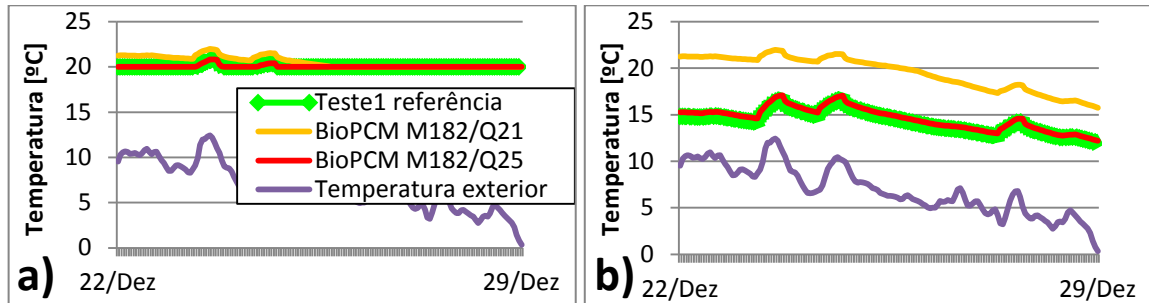 Temperatura [ºC]
25
20
15
10
5
0
Teste1 referência
BioPCM M182/Q21
BioPCM M182/Q25
Temperatura exterior
22/Dez
29/Dez
a)
Temperatura [ºC]
25
20
15
10
5
0
22/Dez
29/Dez
b)